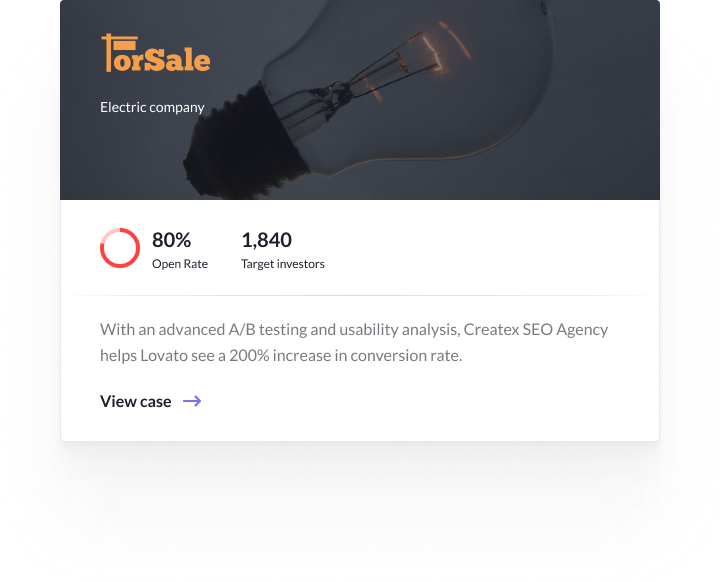 ForSale
Electric company
80%
1,840
Open Rate
Target investors
With an advanced A/B testing and usability analysis, Createx SEO Agency
helps Lovato see a 200% increase in conversion rate.
View case